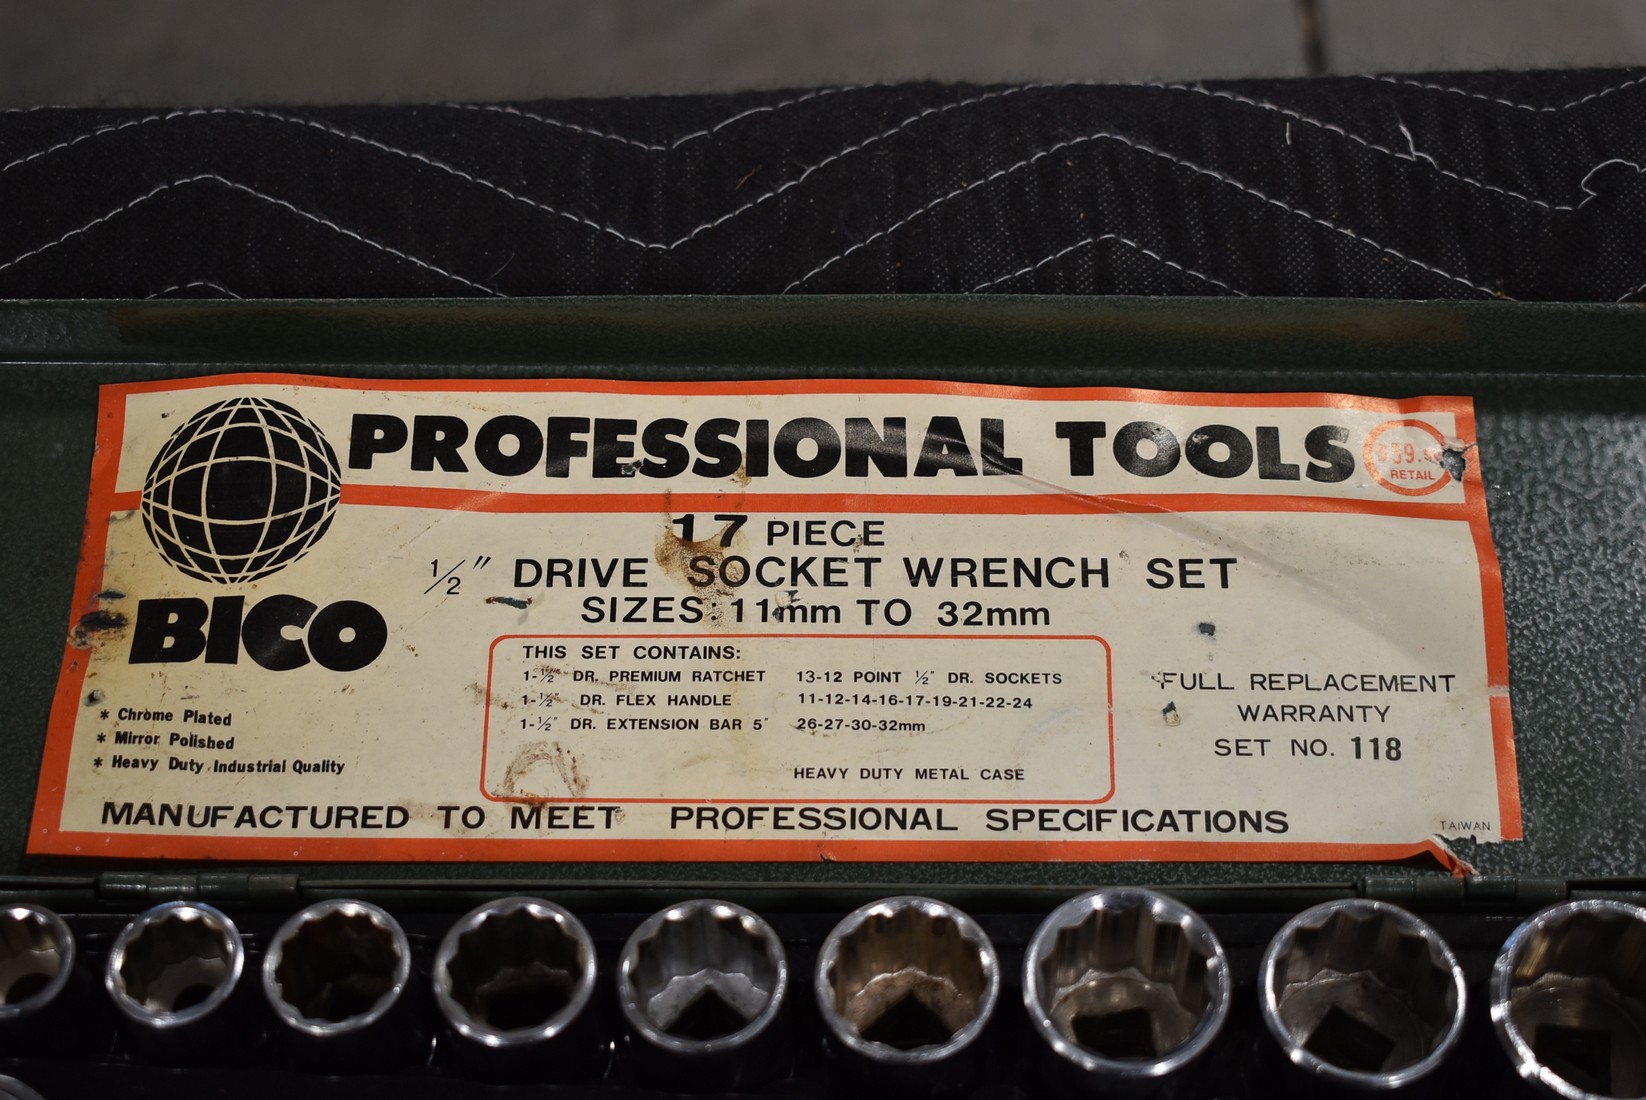 PROFESSIONAL TOOLS
RETAIL
BICO
17 PIECE
1/2" DRIVE SOCKET WRENCH SET
SIZES: 11mm TO 32mm
THIS SET CONTAINS:
1-½" DR. PREMIUM RATCHET
1-½" DR. FLEX HANDLE
1-½" DR. EXTENSION BAR 5"
13-12 POINT ½" DR. SOCKETS
11-12-14-16-17-19-21-22-24
26-27-30-32mm
HEAVY DUTY METAL CASE
* Chrome Plated
* Mirror Polished
* Heavy Duty Industrial Quality
FULL REPLACEMENT
WARRANTY
SET NO. 118
MANUFACTURED TO MEET PROFESSIONAL SPECIFICATIONS
TAIWAN